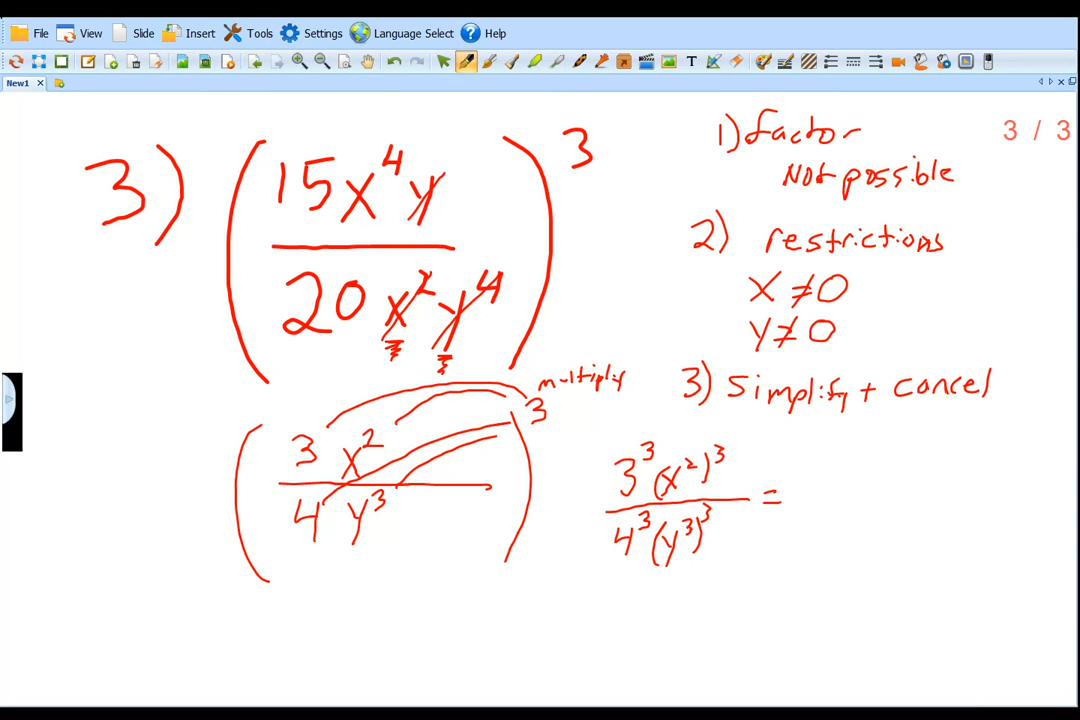 File View Slide Insert Tools Settings Language Select Help
New1
3 / 3
3) (15x⁴y / 20x²y⁴)³
1) factor
Not possible
2) restrictions
x ≠ 0
y ≠ 0
3) Simplify + cancel
multiply
(3x² / 4y³)³
3³(x²)³ / 4³(y³)³ =